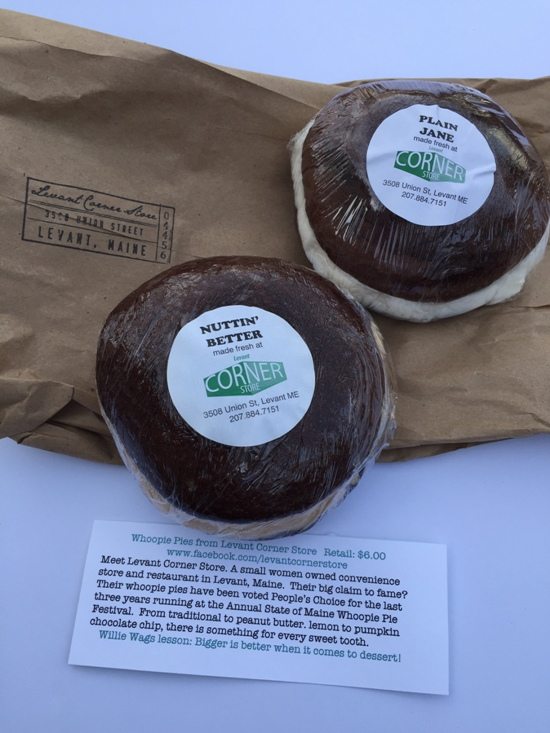 PLAIN
JANE
made fresh at
Levant
CORNER
STORE
3508 Union St, Levant ME
207.884.7151
Levant Corner Store
3508 UNION STREET
LEVANT, MAINE
04456
NUTTIN'
BETTER
made fresh at
Levant
CORNER
STORE
3508 Union St, Levant ME
207.884.7151
Whoopie Pies from Levant Corner Store Retail: $6.00
www.facebook.com/levantcornerstore
Meet Levant Corner Store. A small women owned convenience
store and restaurant in Levant, Maine. Their big claim to fame?
Their whoopie pies have been voted People's Choice for the last
three years running at the Annual State of Maine Whoopie Pie
Festival. From traditional to peanut butter. lemon to pumpkin
chocolate chip, there is something for every sweet tooth.
Willie Wags lesson: Bigger is better when it comes to dessert!